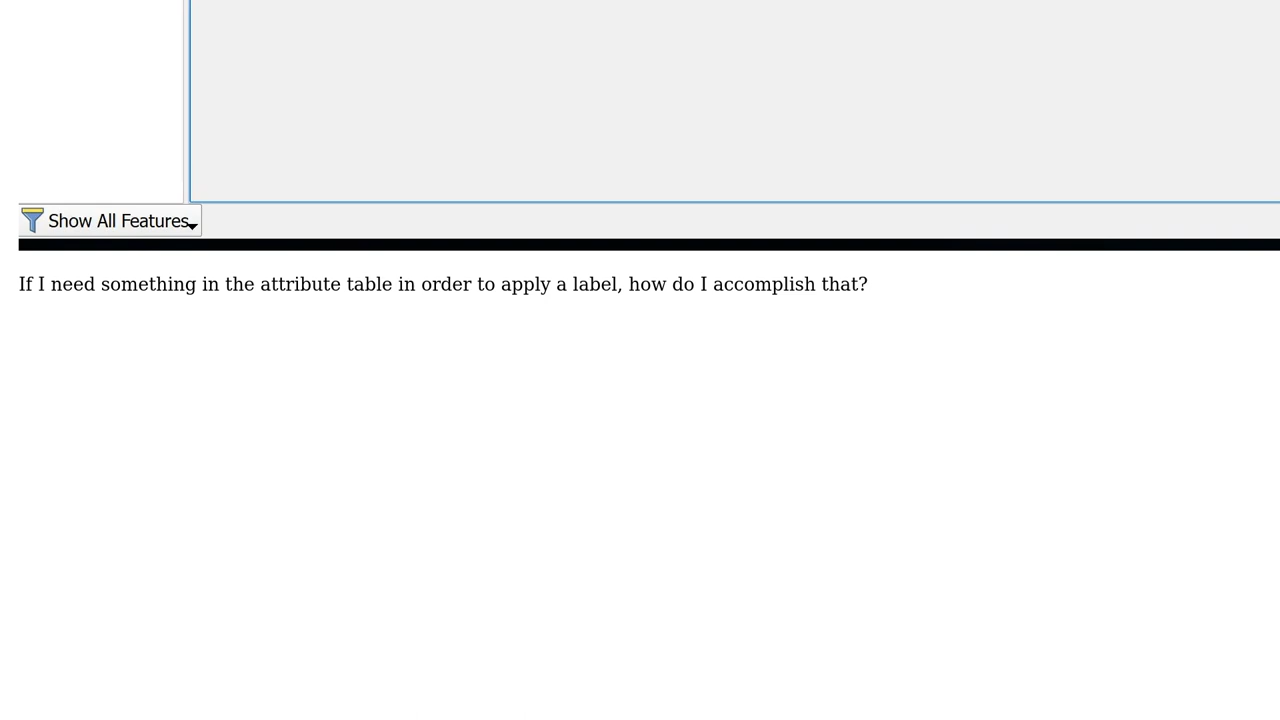 Show All Features
If I need something in the attribute table in order to apply a label, how do I accomplish that?